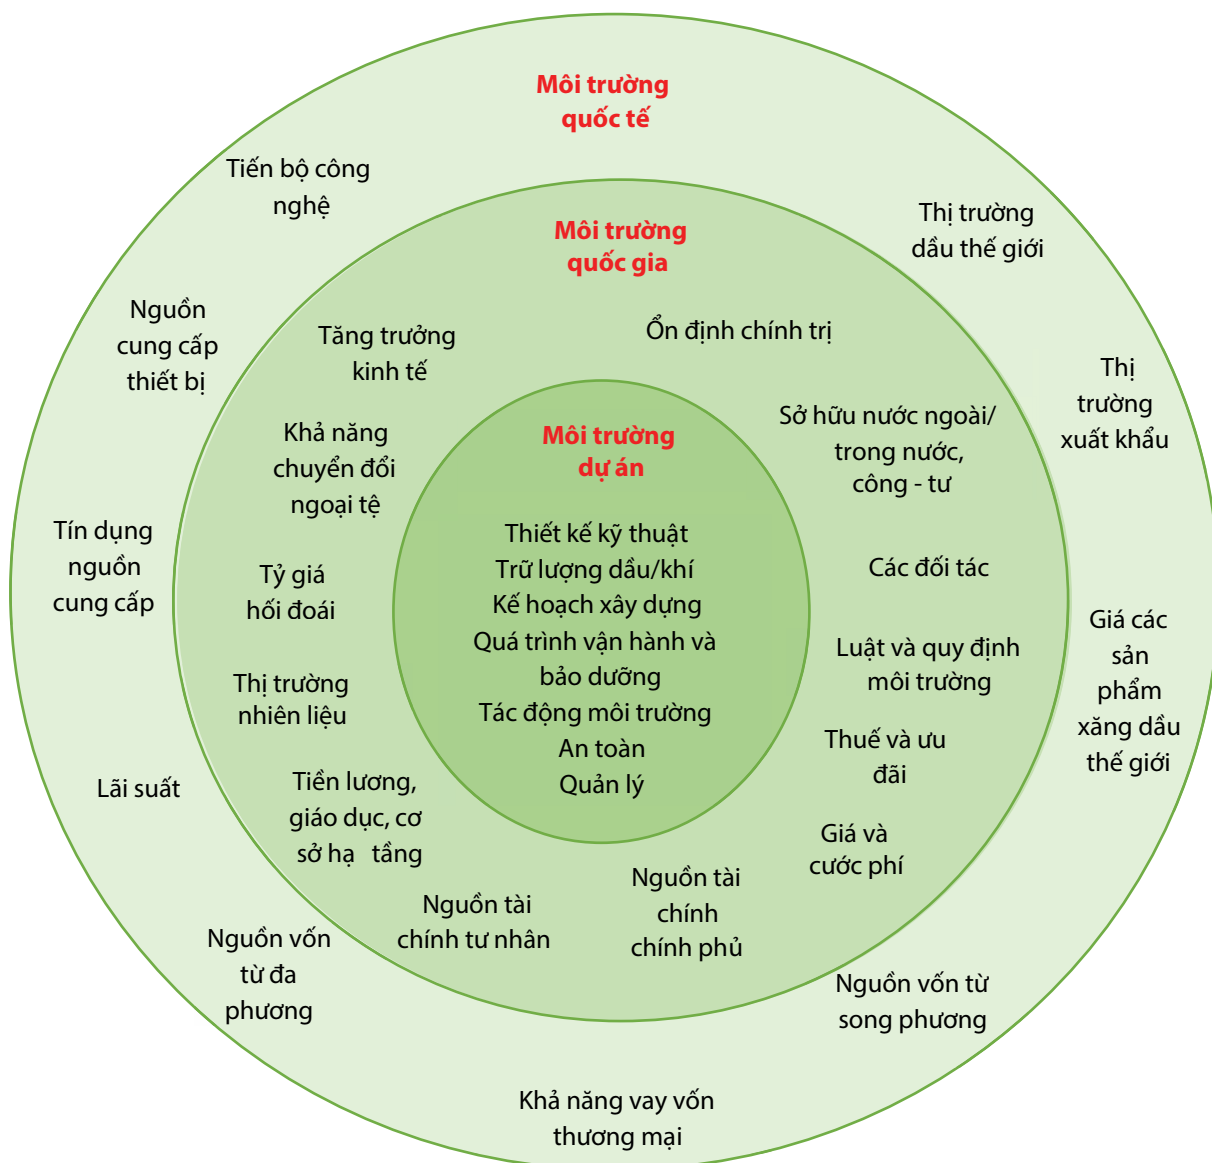 Môi trường
quốc tế
Tiến bộ công
nghệ
Thị trường
dầu thế giới
Nguồn
cung cấp
thiết bị
Thị
trường
xuất khẩu
Tín dụng
nguồn
cung cấp
Giá các
sản
phẩm
xăng dầu
thế giới
Lãi suất
Nguồn vốn
từ đa
phương
Nguồn vốn từ
song phương
Khả năng vay vốn
thương mại
Môi trường
quốc gia
Tăng trưởng
kinh tế
Ổn định chính trị
Khả năng
chuyển đổi
ngoại tệ
Sở hữu nước ngoài/
trong nước,
công - tư
Tỷ giá
hối đoái
Các đối tác
Thị trường
nhiên liệu
Luật và quy định
môi trường
Thuế và ưu
đãi
Tiền lương,
giáo dục, cơ
sở hạ tầng
Giá và
cước phí
Nguồn tài
chính tư nhân
Nguồn tài
chính
chính phủ
Môi trường
dự án
Thiết kế kỹ thuật
Trữ lượng dầu/khí
Kế hoạch xây dựng
Quá trình vận hành và
bảo dưỡng
Tác động môi trường
An toàn
Quản lý